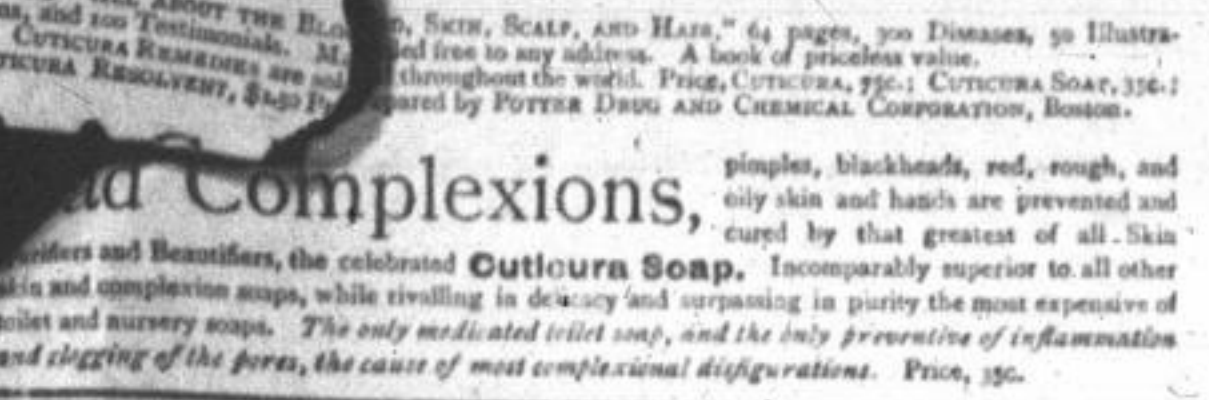 ABOUT THE BLOOD, SKIN, SCALP, AND HAIR," 64 pages, 300 Diseases, 50 Illustra-
and 100 Testimonials. Mailed free to any address. A book of priceless value.
CUTICURA REMEDIES are sold throughout the world. Price, CUTICURA, 75c.; CUTICURA SOAP, 35c.;
RESOLVENT, $1.50 Prepared by POTTER DRUG AND CHEMICAL CORPORATION, Boston.
Complexions, pimples, blackheads, red, rough, and
oily skin and hands are prevented and
cured by that greatest of all Skin
and Beautifiers, the celebrated Cuticura Soap. Incomparably superior to all other
skin and complexion soaps, while rivalling in delicacy and surpassing in purity the most expensive of
toilet and nursery soaps. The only medicated toilet soap, and the only preventive of inflammation
and clogging of the pores, the cause of most complexional disfigurations. Price, 35c.